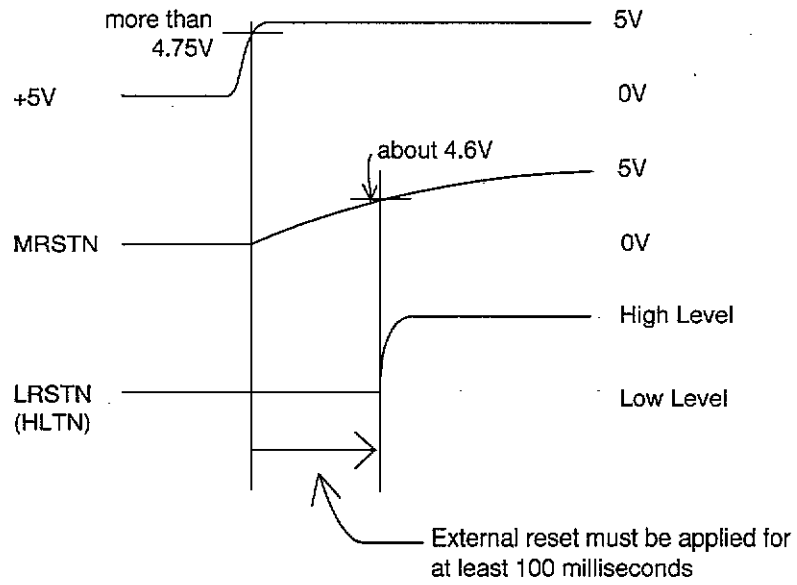 more than
4.75V
5V
+5V
0V
about 4.6V
5V
MRSTN
0V
High Level
LRSTN
(HLTN)
Low Level
External reset must be applied for
at least 100 milliseconds